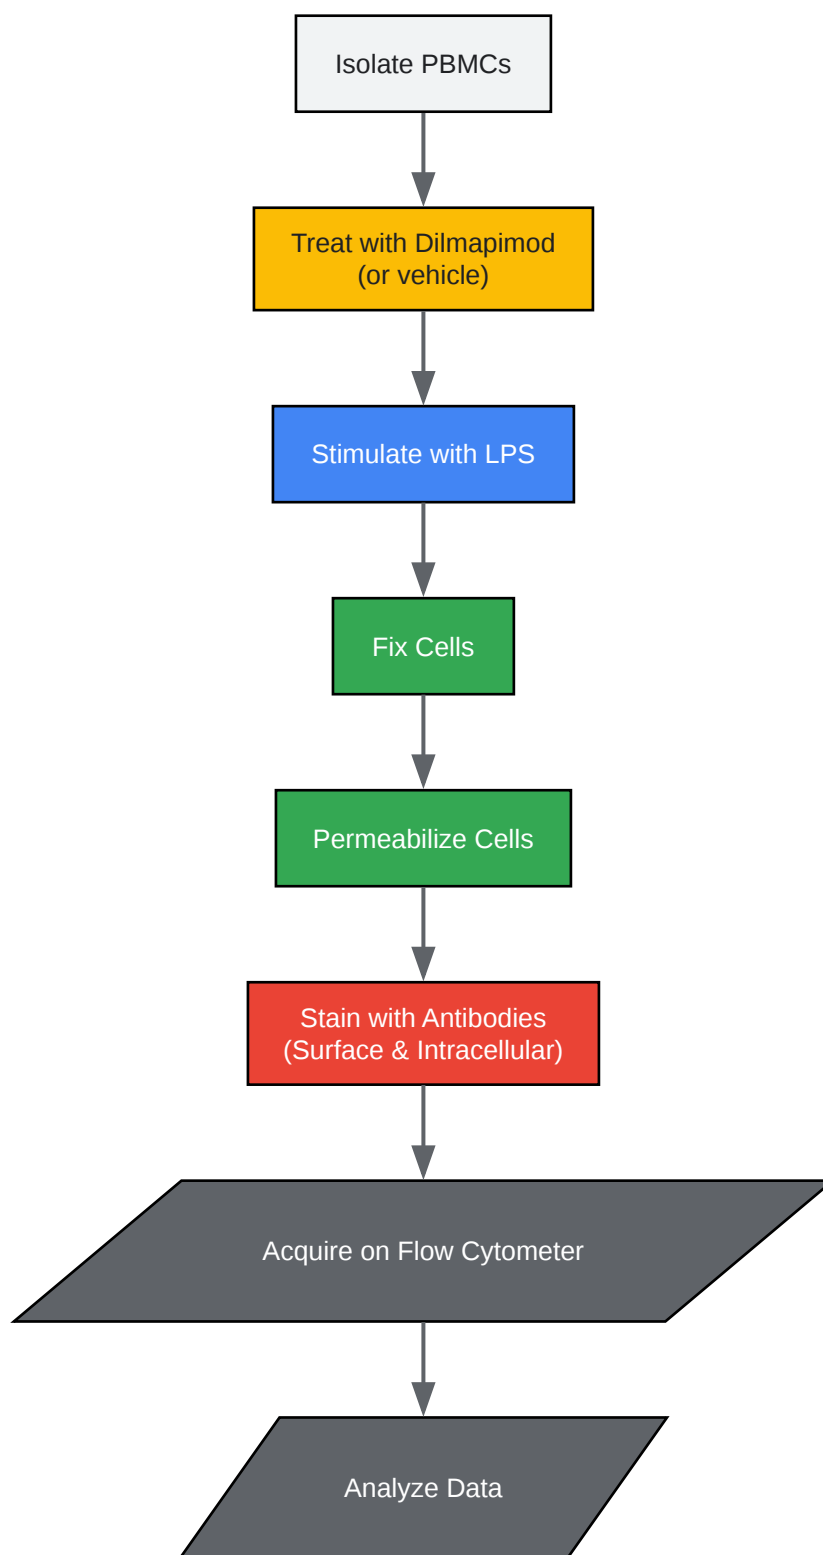 Isolate PBMCs
Treat with Dilmapimod
(or vehicle)
Stimulate with LPS
Fix Cells
Permeabilize Cells
Stain with Antibodies
(Surface & Intracellular)
Acquire on Flow Cytometer
Analyze Data